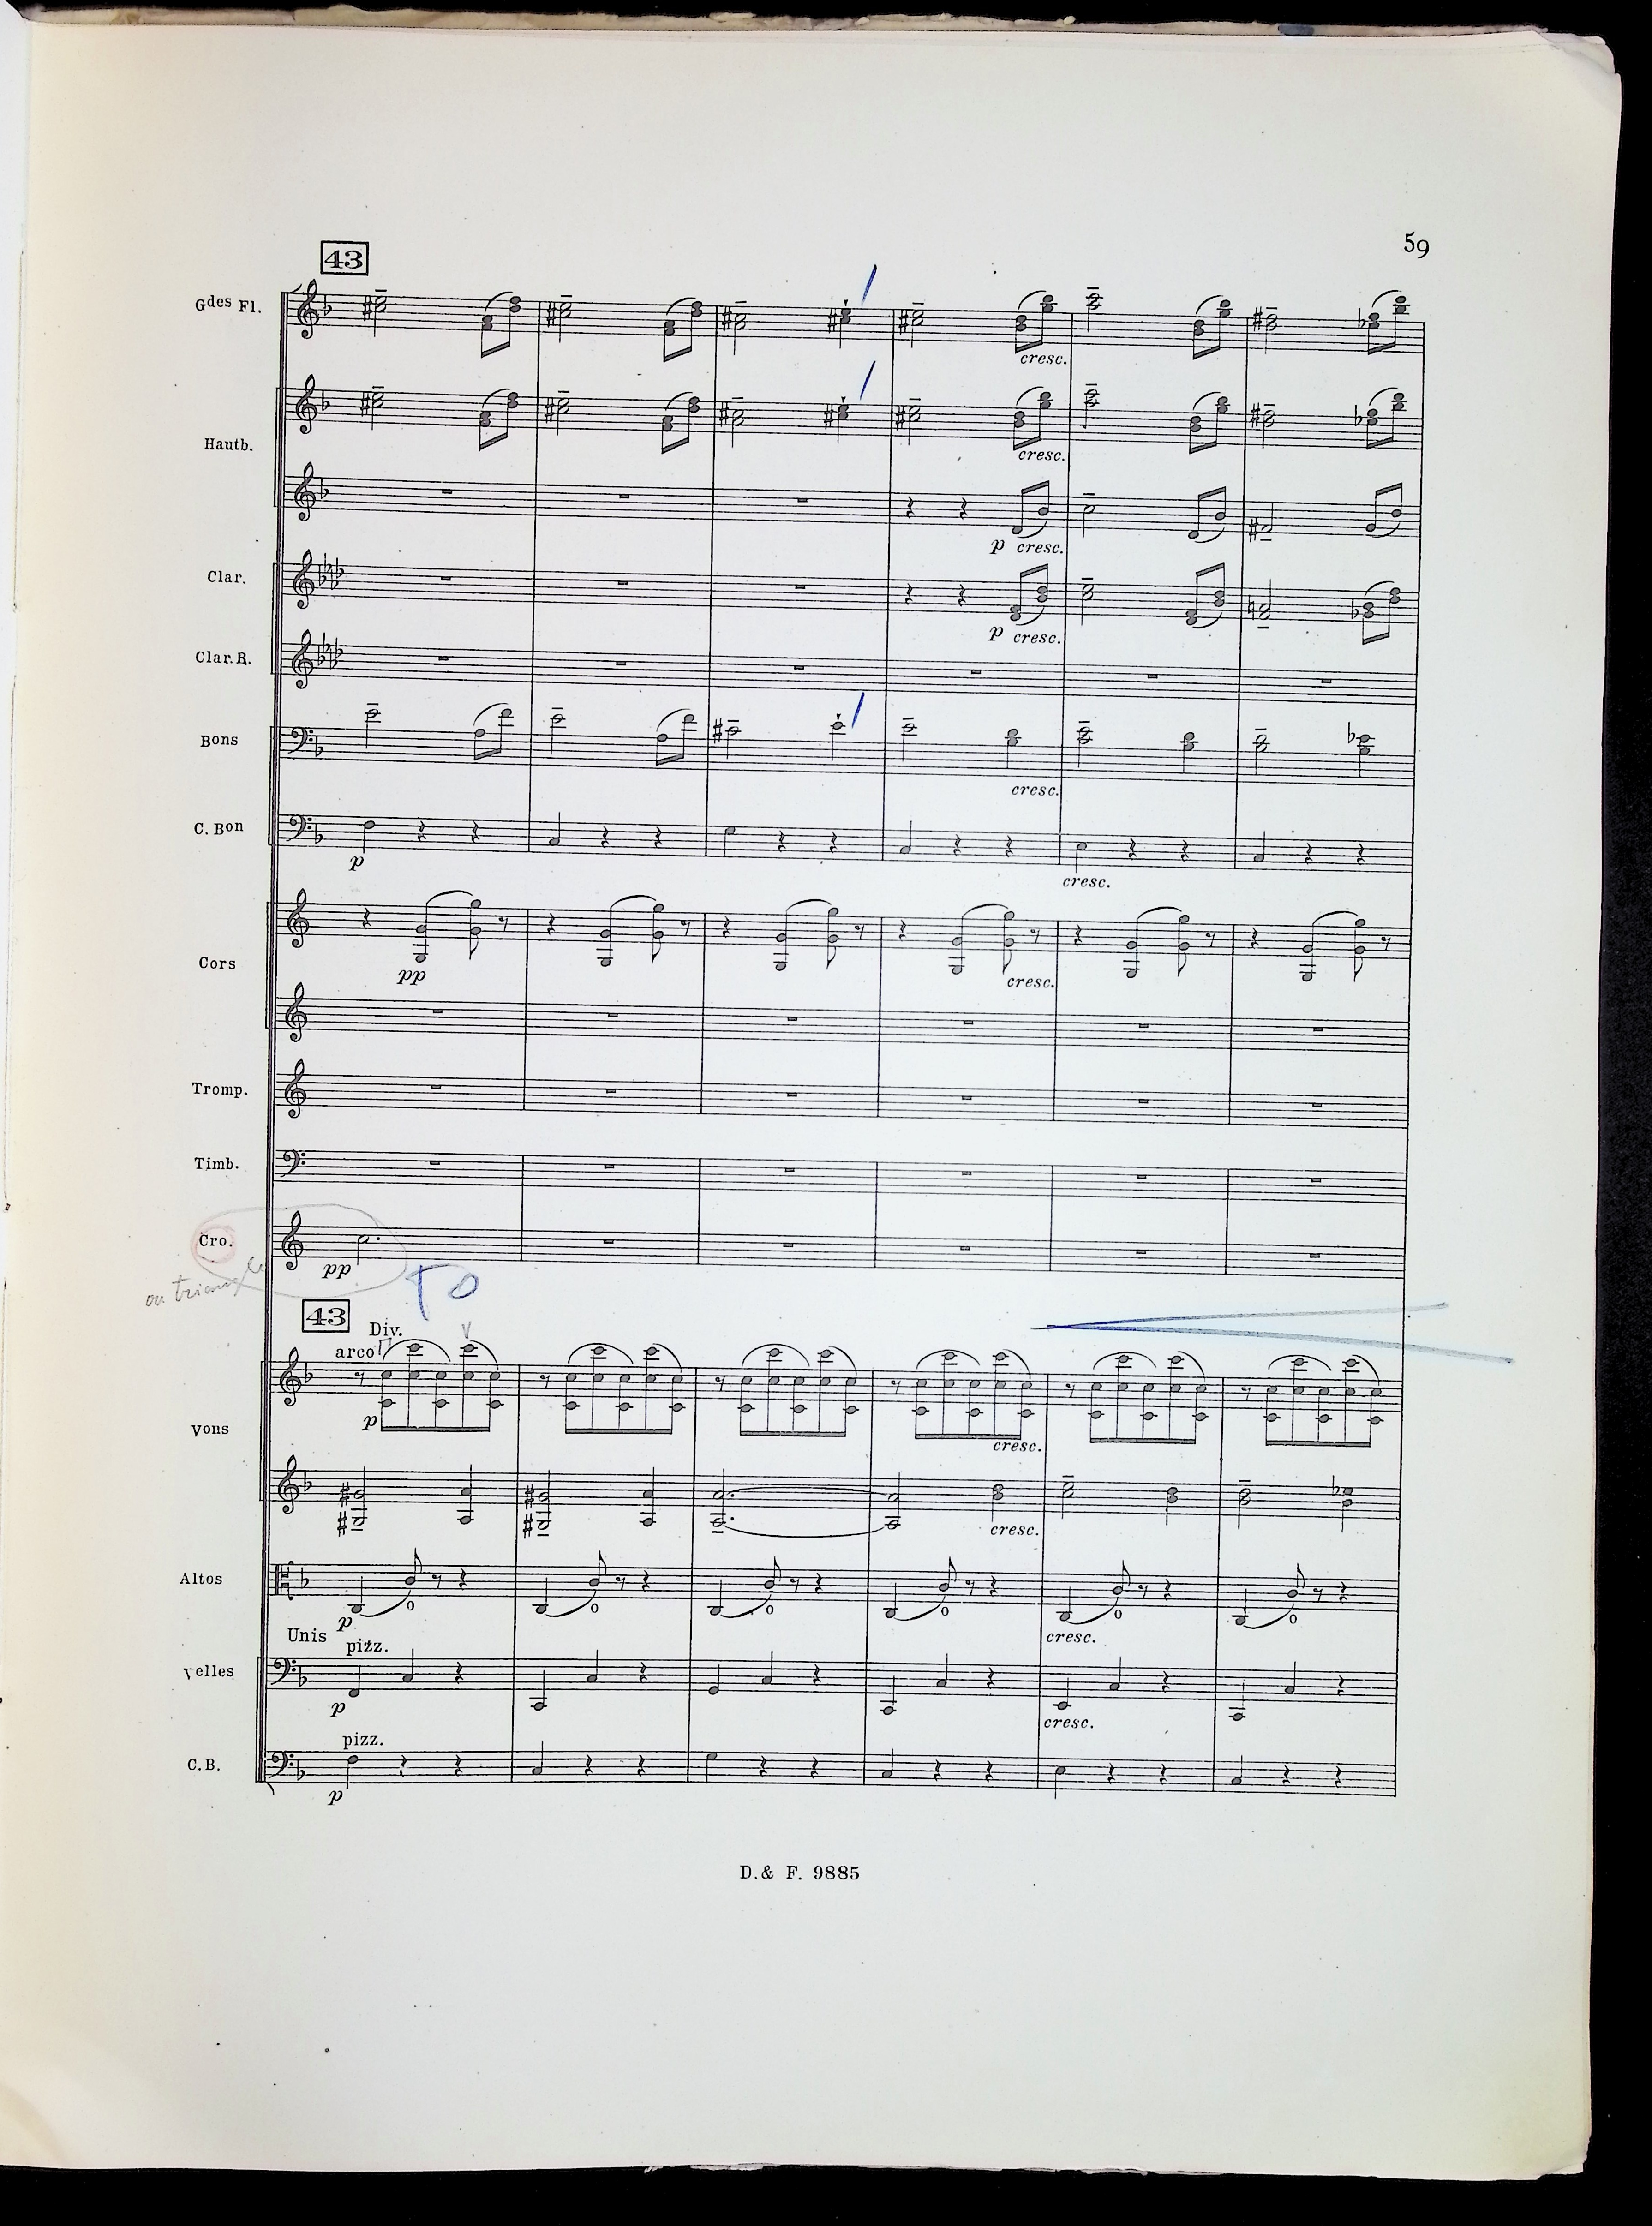 59
43
Gdes Fl.
cresc.
Hautb.
cresc.
p cresc.
Clar.
p cresc.
Clar.B.
Bons
cresc.
C. Bon
p
cresc.
Cors
pp
cresc.
Tromp.
Timb.
Cro.
pp
ou triangle
TO
43
Div.
arco
Vons
p
cresc.
cresc.
Altos
p
cresc.
Unis
pizz.
Velles
p
cresc.
pizz.
C.B.
p
D. & F. 9885